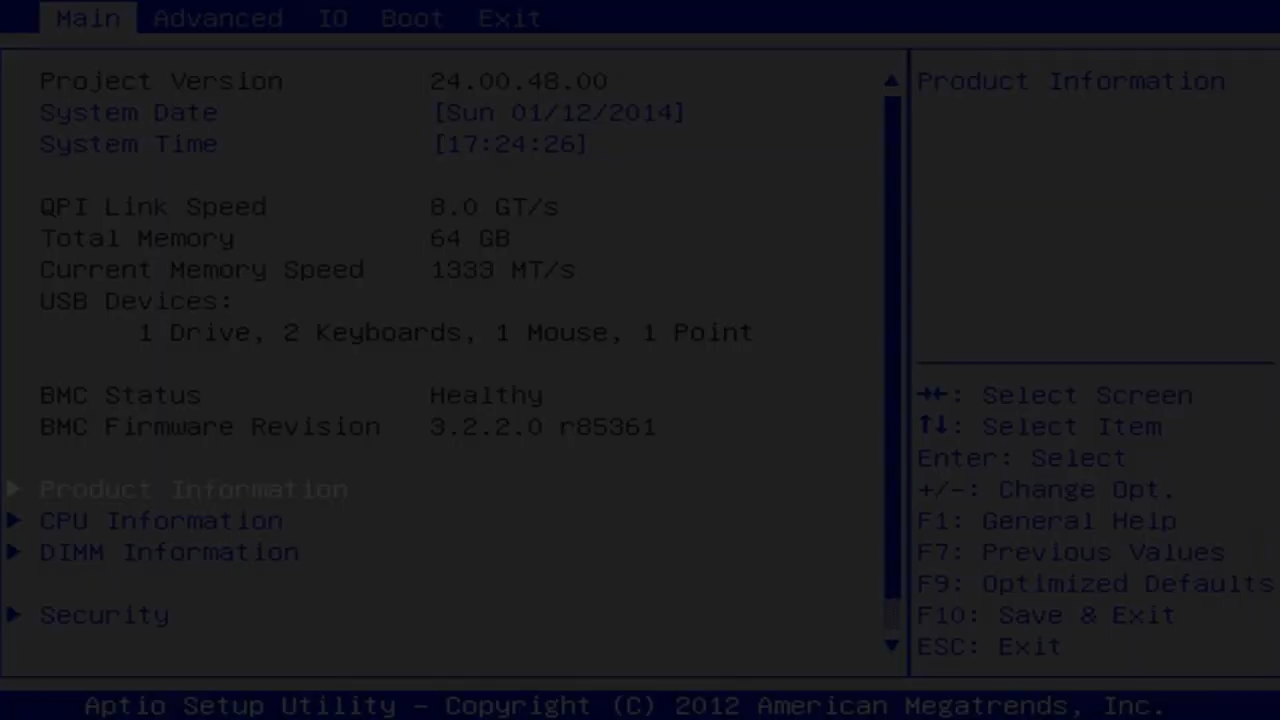 Main Advanced IO Boot Exit
Project Version 24.00.48.00
System Date [Sun 01/12/2014]
System Time [17:24:26]
QPI Link Speed 8.0 GT/s
Total Memory 64 GB
Current Memory Speed 1333 MT/s
USB Devices:
1 Drive, 2 Keyboards, 1 Mouse, 1 Point
BMC Status Healthy
BMC Firmware Revision 3.2.2.0 r85361
Product Information
CPU Information
DIMM Information
Security
Product Information
→←: Select Screen
↑↓: Select Item
Enter: Select
+/-: Change Opt.
F1: General Help
F7: Previous Values
F9: Optimized Defaults
F10: Save & Exit
ESC: Exit
Aptio Setup Utility - Copyright (C) 2012 American Megatrends, Inc.